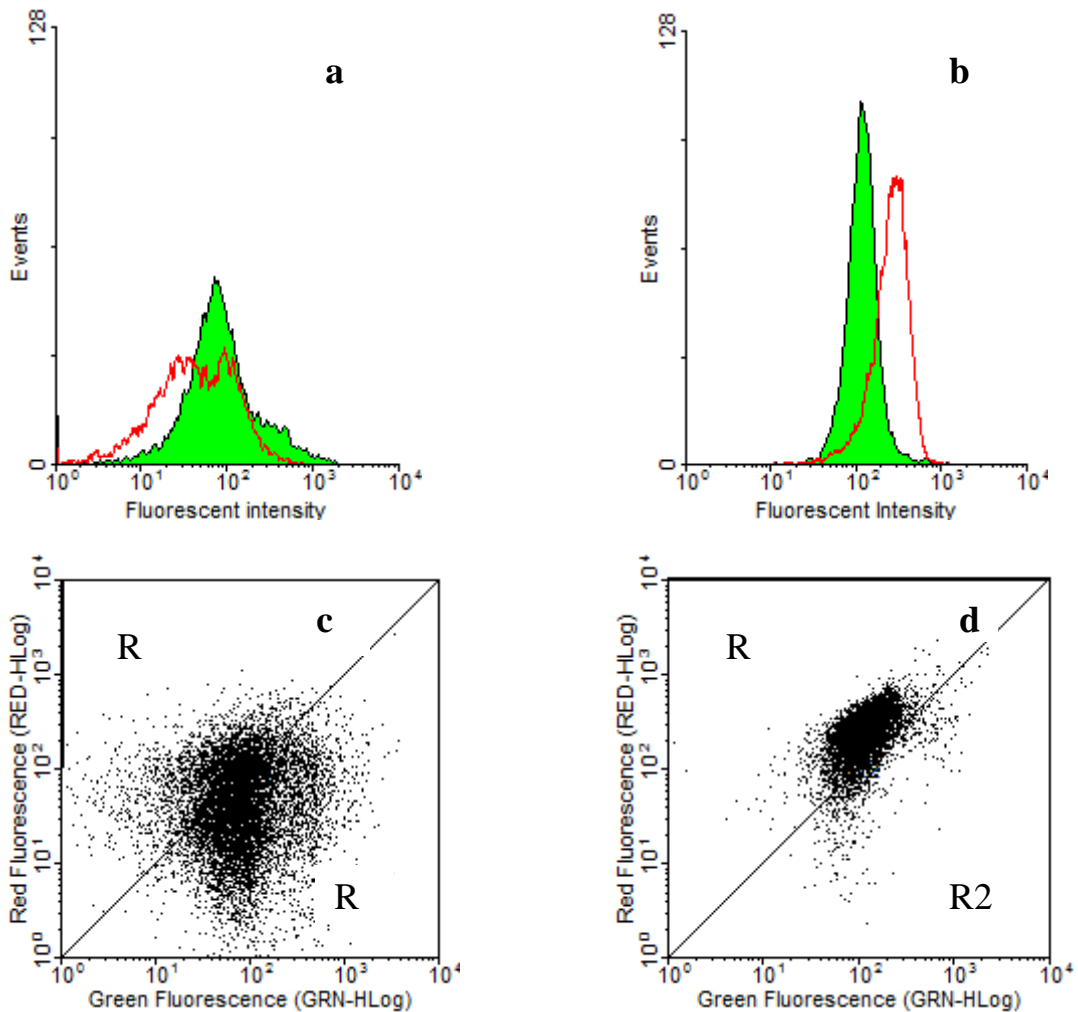 128
a
Events
0
10⁰ 10¹ 10² 10³ 10⁴
Fluorescent intensity
128
b
Events
0
10⁰ 10¹ 10² 10³ 10⁴
Fluorescent Intensity
10⁴
10³
10²
10¹
10⁰
Red Fluorescence (RED-HLog)
R
c
R
10⁰ 10¹ 10² 10³ 10⁴
Green Fluorescence (GRN-HLog)
10⁴
10³
10²
10¹
10⁰
Red Fluorescence (RED-HLog)
R
d
R2
10⁰ 10¹ 10² 10³ 10⁴
Green Fluorescence (GRN-HLog)